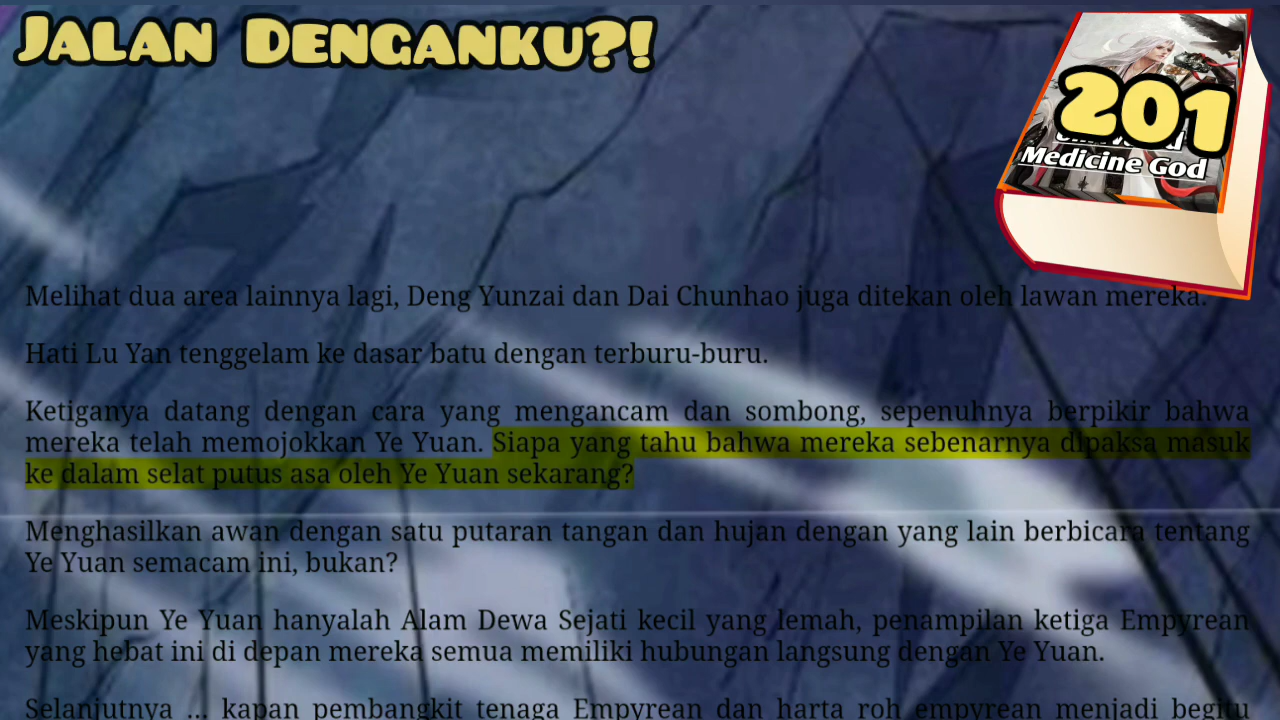 JALAN DENGANKU?!
201
Medicine God
Melihat dua area lainnya lagi, Deng Yunzai dan Dai Chunhao juga ditekan oleh lawan mereka.
Hati Lu Yan tenggelam ke dasar batu dengan terburu-buru.
Ketiganya datang dengan cara yang mengancam dan sombong, sepenuhnya berpikir bahwa
mereka telah memojokkan Ye Yuan. Siapa yang tahu bahwa mereka sebenarnya dipaksa masuk
ke dalam selat putus asa oleh Ye Yuan sekarang?
Menghasilkan awan dengan satu putaran tangan dan hujan dengan yang lain berbicara tentang
Ye Yuan semacam ini, bukan?
Meskipun Ye Yuan hanyalah Alam Dewa Sejati kecil yang lemah, penampilan ketiga Empyrean
yang hebat ini di depan mereka semua memiliki hubungan langsung dengan Ye Yuan.
Selanjutnya ... kapan pembangkit tenaga Empyrean dan harta roh empyrean menjadi begitu